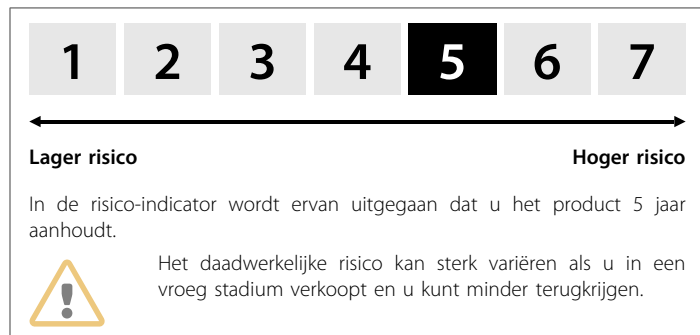 1 2 3 4 5 6 7
Lager risico Hoger risico
In de risico-indicator wordt ervan uitgegaan dat u het product 5 jaar
aanhoudt.
Het daadwerkelijke risico kan sterk variëren als u in een
vroeg stadium verkoopt en u kunt minder terugkrijgen.